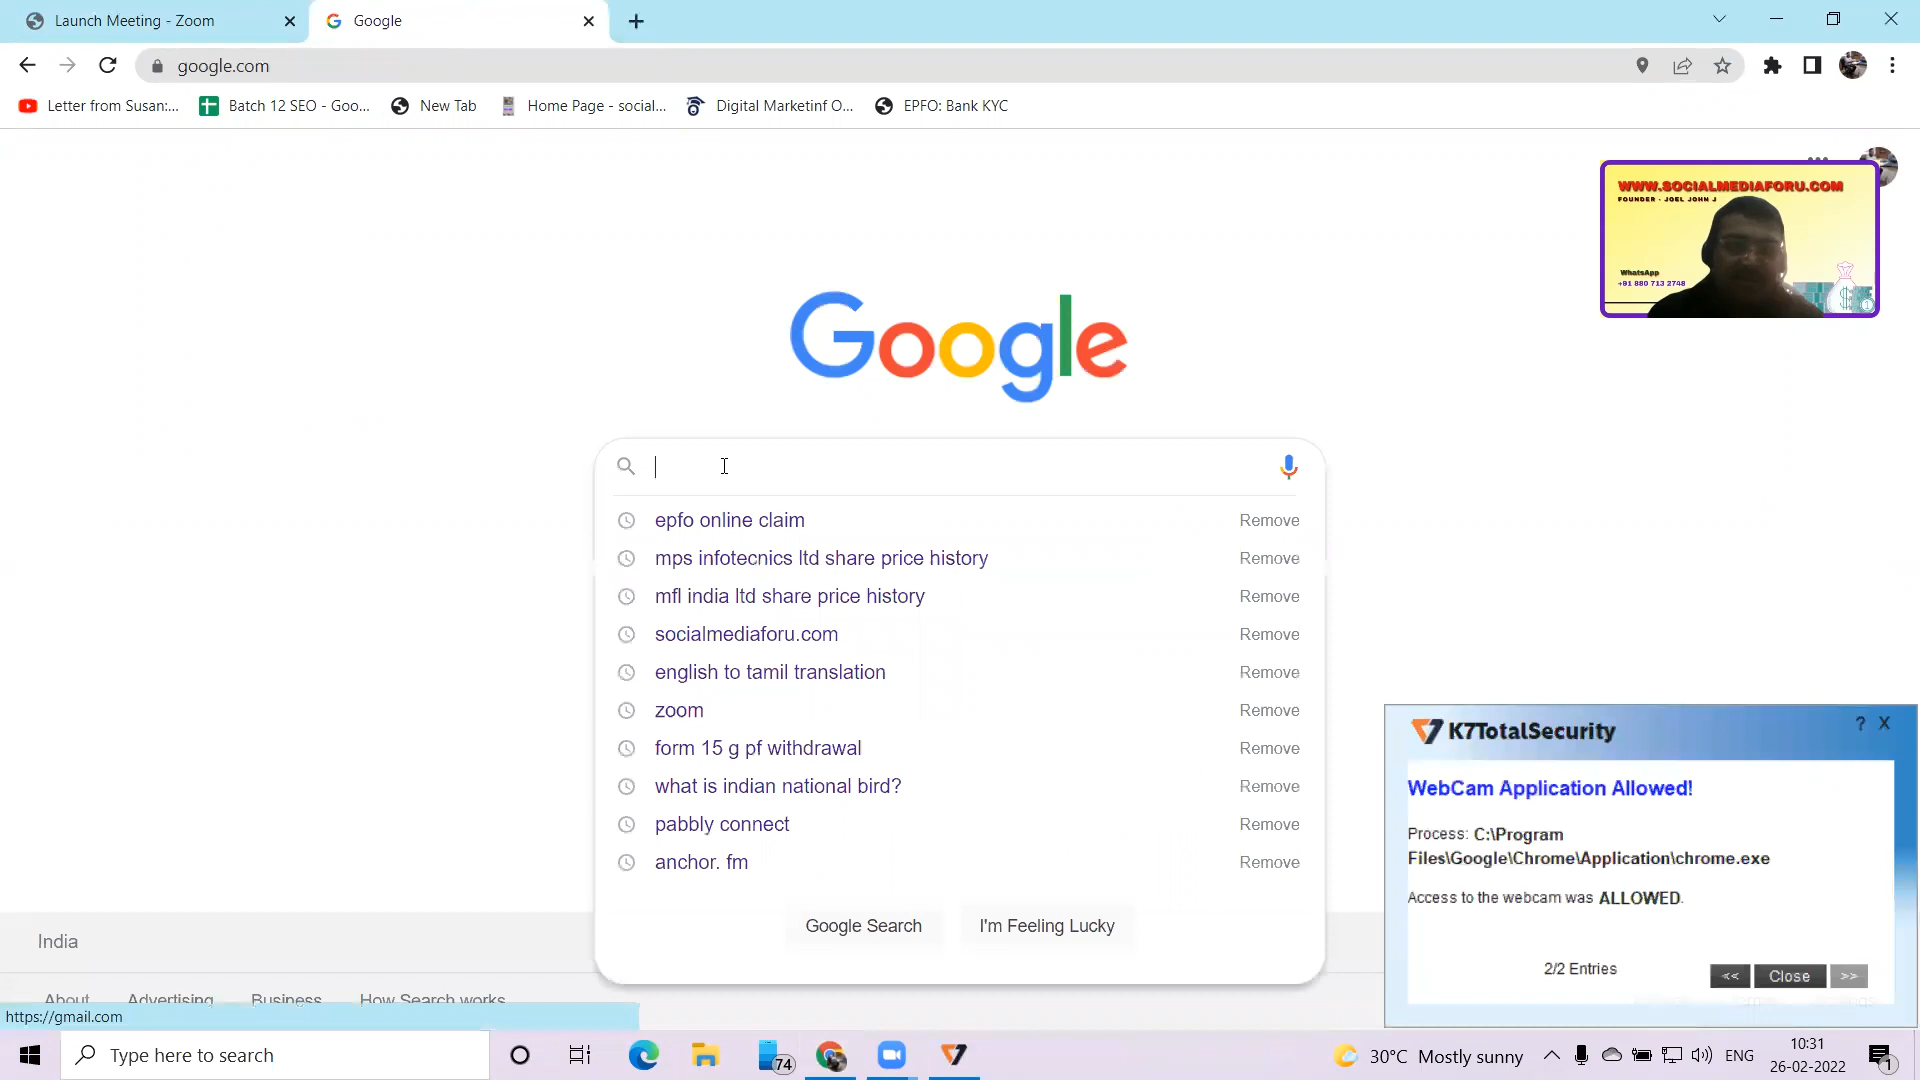 Launch Meeting - Zoom
Google
google.com
Letter from Susan:...
Batch 12 SEO - Goo...
New Tab
Home Page - social...
Digital Marketinf O...
EPFO: Bank KYC
WWW.SOCIALMEDIAFORU.COM
FOUNDER - JOEL JOHN J
WhatsApp
+91 880 713 2748
Google
epfo online claim Remove
mps infotecnics ltd share price history Remove
mfl india ltd share price history Remove
socialmediaforu.com Remove
english to tamil translation Remove
zoom Remove
form 15 g pf withdrawal Remove
what is indian national bird? Remove
pabbly connect Remove
anchor. fm Remove
Google Search
I'm Feeling Lucky
K7TotalSecurity
? X
WebCam Application Allowed!
Process: C:\Program
Files\Google\Chrome\Application\chrome.exe
Access to the webcam was ALLOWED.
2/2 Entries
<< Close >>
India
About Advertising Business How Search works
https://gmail.com
Type here to search
74
30°C Mostly sunny
ENG
10:31
26-02-2022
1